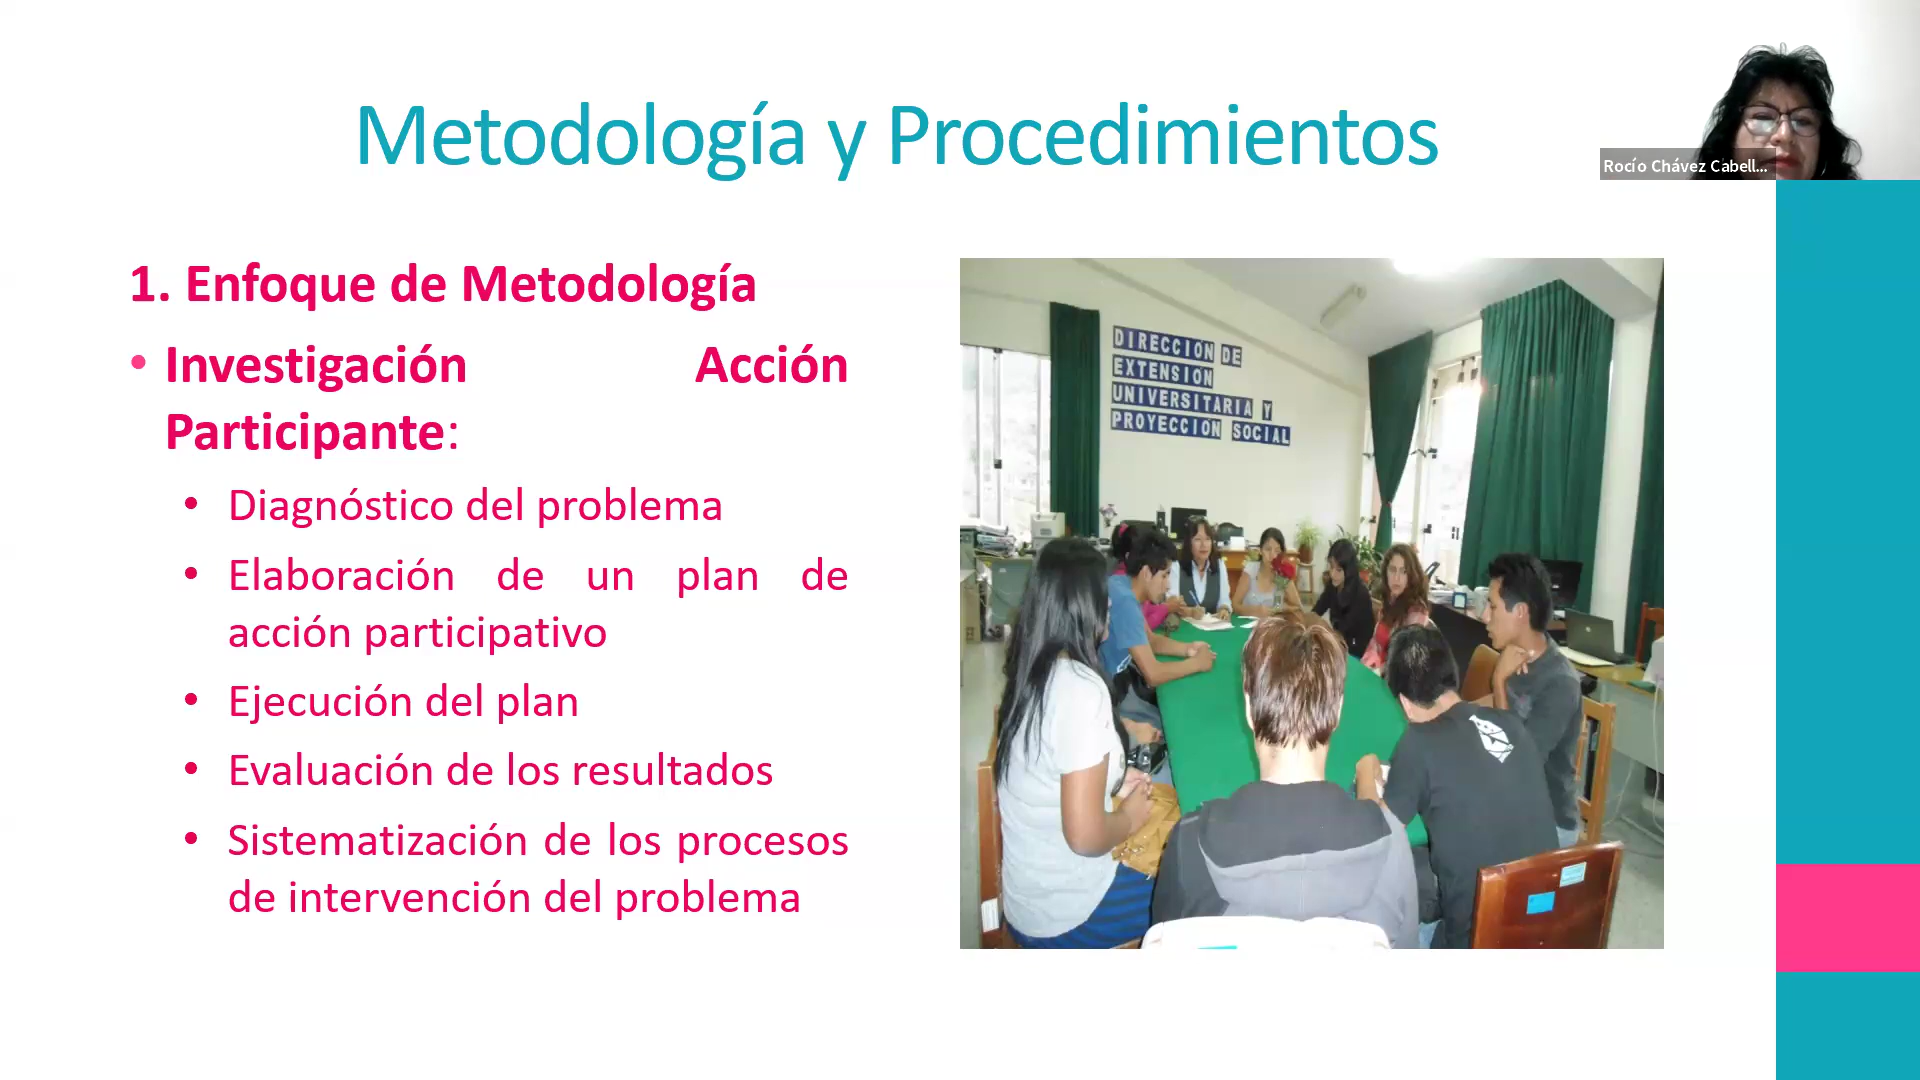 Metodología y Procedimientos
Rocío Chávez Cabell...
1. Enfoque de Metodología
• Investigación Acción
Participante:
• Diagnóstico del problema
• Elaboración de un plan de
acción participativo
• Ejecución del plan
• Evaluación de los resultados
• Sistematización de los procesos
de intervención del problema
DIRECCION DE
EXTENSION
UNIVERSITARIA Y
PROYECCION SOCIAL